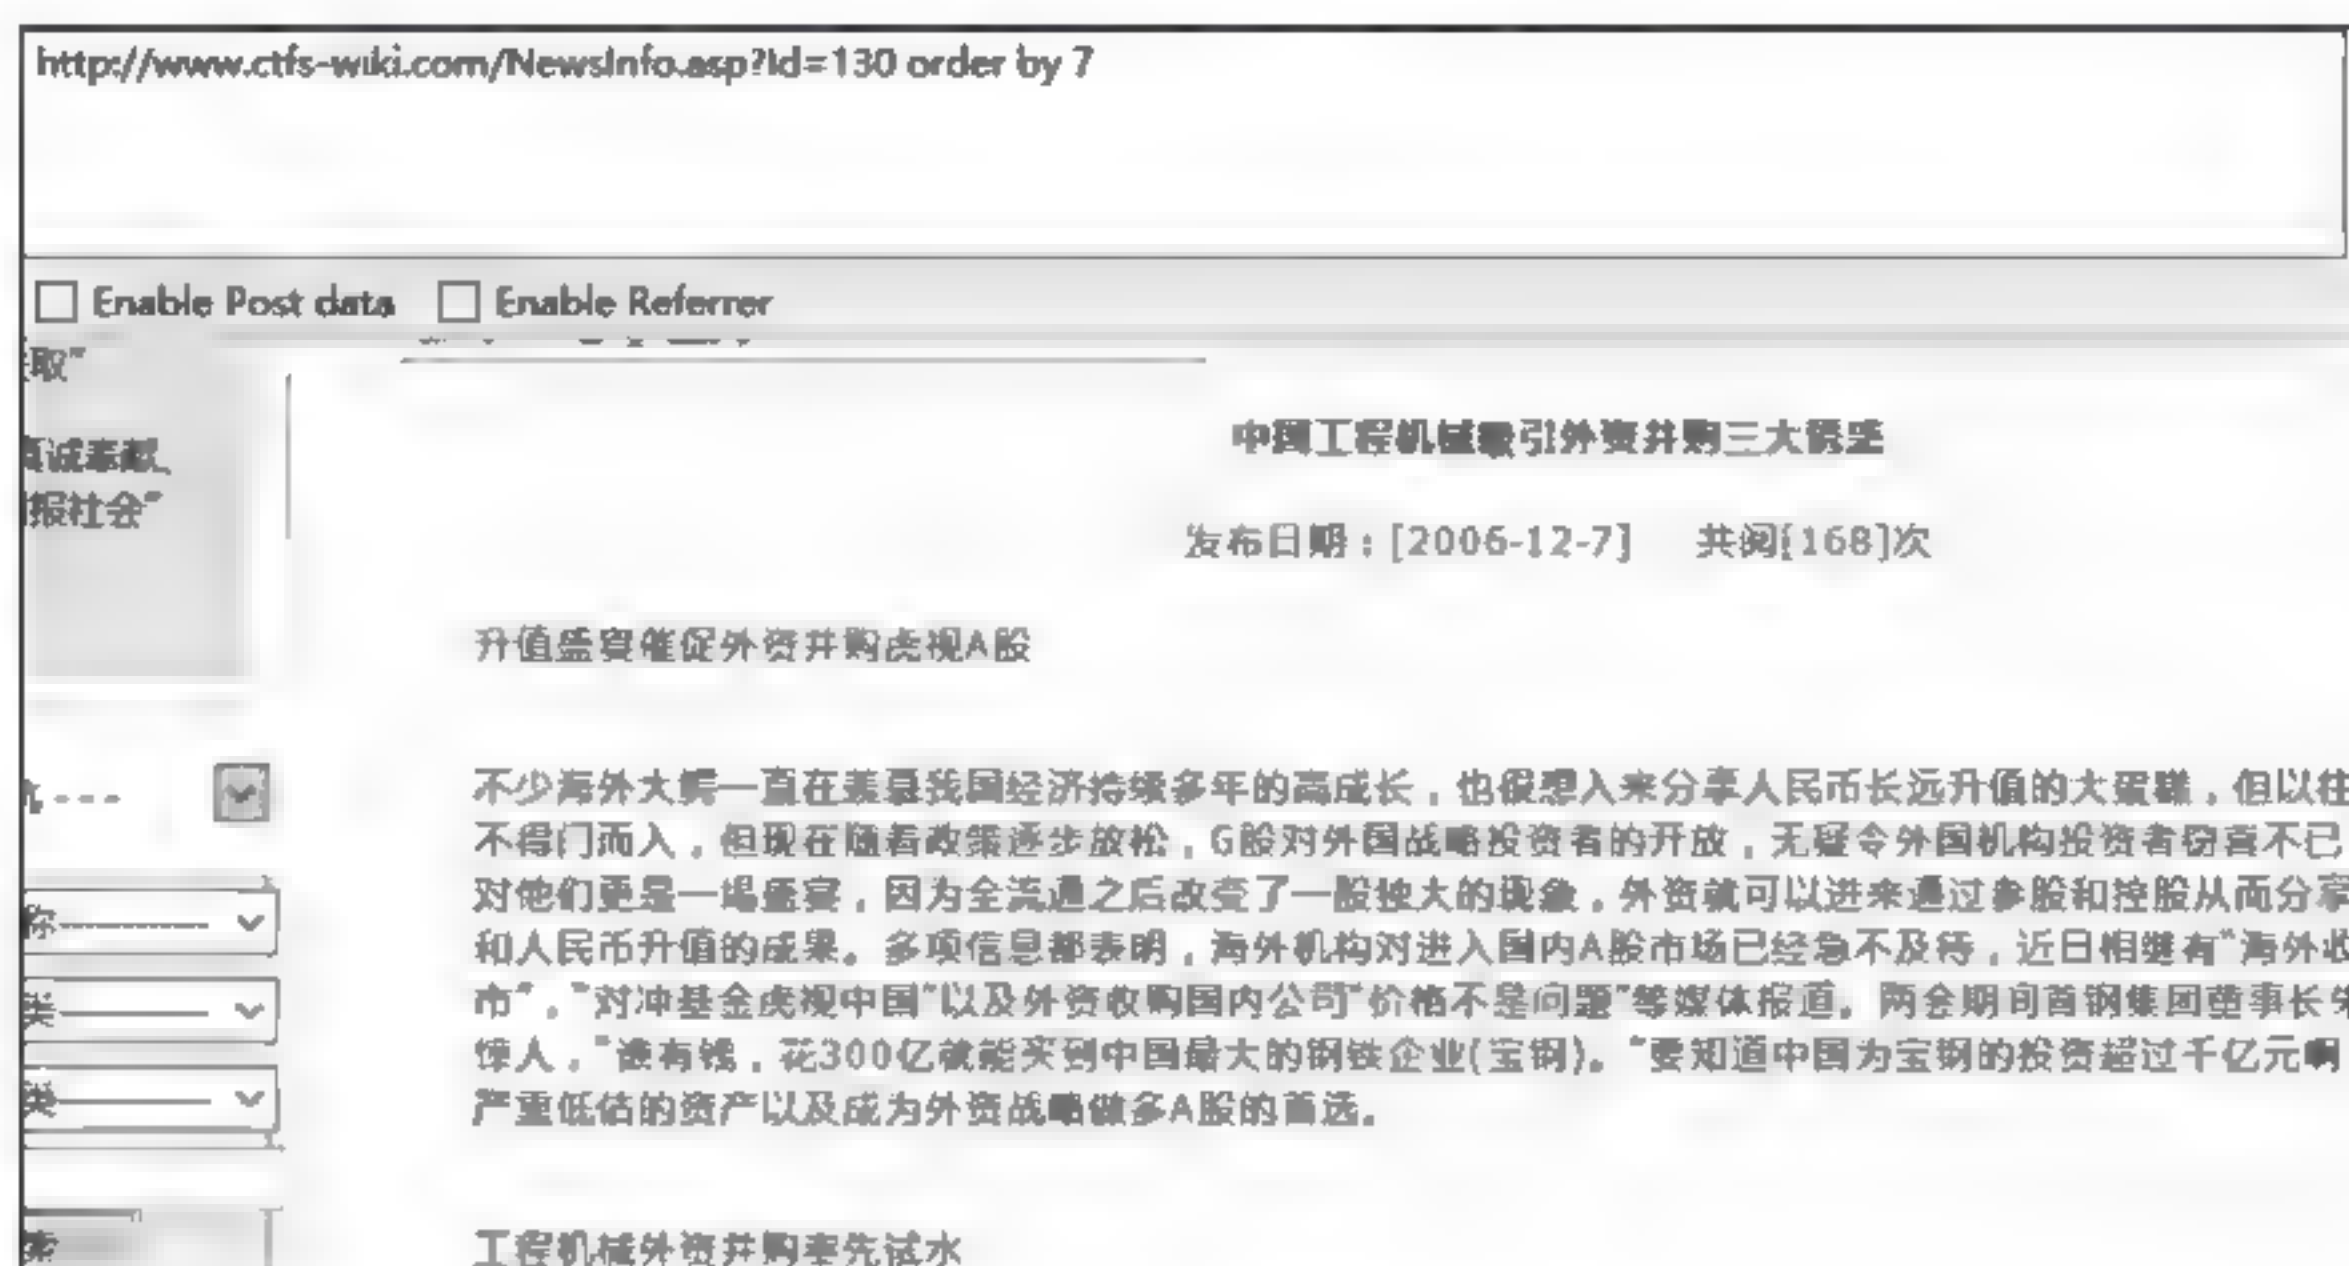 http://www.ctfs-wiki.com/NewsInfo.asp?Id=130 order by 7
Enable Post data Enable Referrer
取"
真诚奉献、
报社会"
中国工程机械吸引外资并购三大诱惑
发布日期：[2006-12-7] 共阅[168]次
升值盛宴催促外资并购虎视A股
不少海外大鳄一直在羡慕我国经济持续多年的高成长，也很想入来分享人民币长远升值的大蛋糕，但以往
不得门而入，但现在随着政策逐步放松，G股对外国战略投资者的开放，无疑令外国机构投资者窃喜不已
对他们更是一场盛宴，因为全流通之后改变了一股独大的现象，外资就可以进来通过参股和控股从而分享
和人民币升值的成果。多项信息都表明，海外机构对进入国内A股市场已经急不及待，近日相继有"海外收
市"，"对冲基金虎视中国"以及外资收购国内公司"价格不是问题"等媒体报道。两会期间首钢集团董事长朱
惊人，"谁有钱，花300亿就能买到中国最大的钢铁企业(宝钢)。"要知道中国为宝钢的投资超过千亿元啊
严重低估的资产以及成为外资战略做多A股的首选。
---
称
类
类
索
工程机械外资并购率先试水